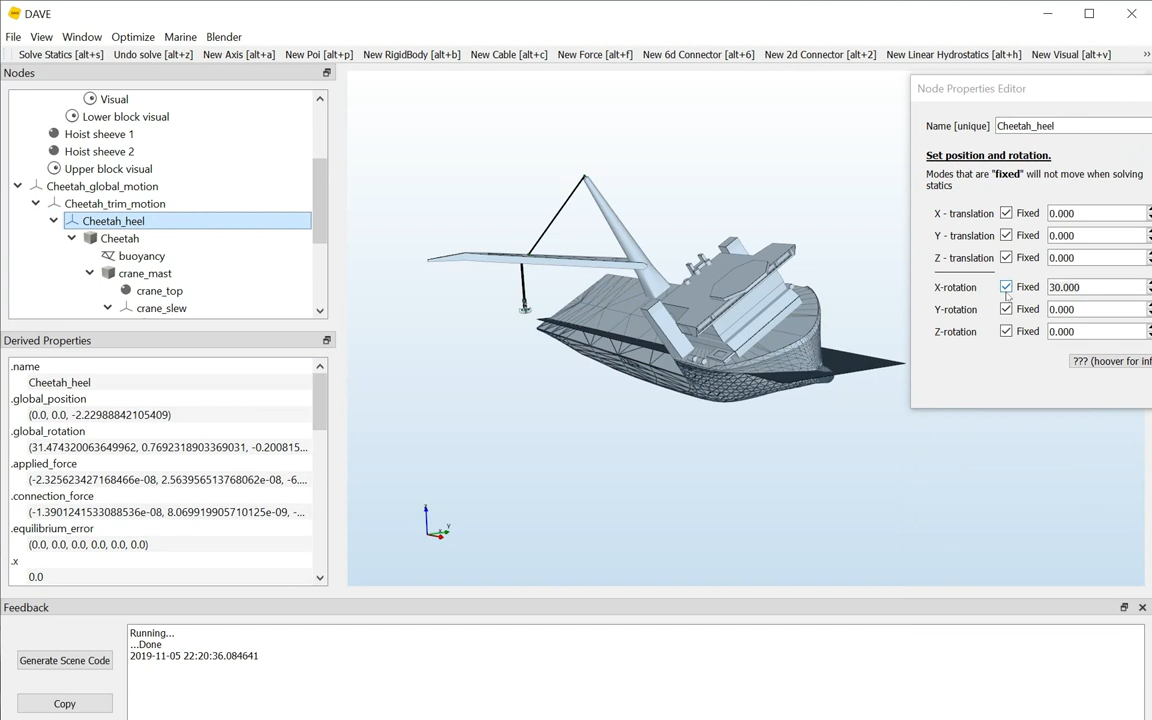 DAVE
File View Window Optimize Marine Blender
Solve Statics [alt+s] Undo solve [alt+z] New Axis [alt+a] New Poi [alt+p] New RigidBody [alt+b] New Cable [alt+c] New Force [alt+f] New 6d Connector [alt+6] New 2d Connector [alt+2] New Linear Hydrostatics [alt+h] New Visual [alt+v] »
Nodes
Visual
Lower block visual
Hoist sheeve 1
Hoist sheeve 2
Upper block visual
Cheetah_global_motion
Cheetah_trim_motion
Cheetah_heel
Cheetah
buoyancy
crane_mast
crane_top
crane_slew
Derived Properties
.name
Cheetah_heel
.global_position
(0.0, 0.0, -2.22988842105409)
.global_rotation
(31.474320063649962, 0.7692318903369031, -0.200815...
.applied_force
(-2.325623427168466e-08, 2.563956513768062e-08, -6....
.connection_force
(-1.3901241533088536e-08, 8.069919905710125e-09, -...
.equilibrium_error
(0.0, 0.0, 0.0, 0.0, 0.0, 0.0)
.x
0.0
Node Properties Editor
Name [unique] Cheetah_heel
Set position and rotation.
Modes that are "fixed" will not move when solving
statics
X - translation Fixed 0.000
Y - translation Fixed 0.000
Z - translation Fixed 0.000
X-rotation Fixed 30.000
Y-rotation Fixed 0.000
Z-rotation Fixed 0.000
??? (hoover for inf
Feedback
Generate Scene Code
Copy
Running...
...Done
2019-11-05 22:20:36.084641